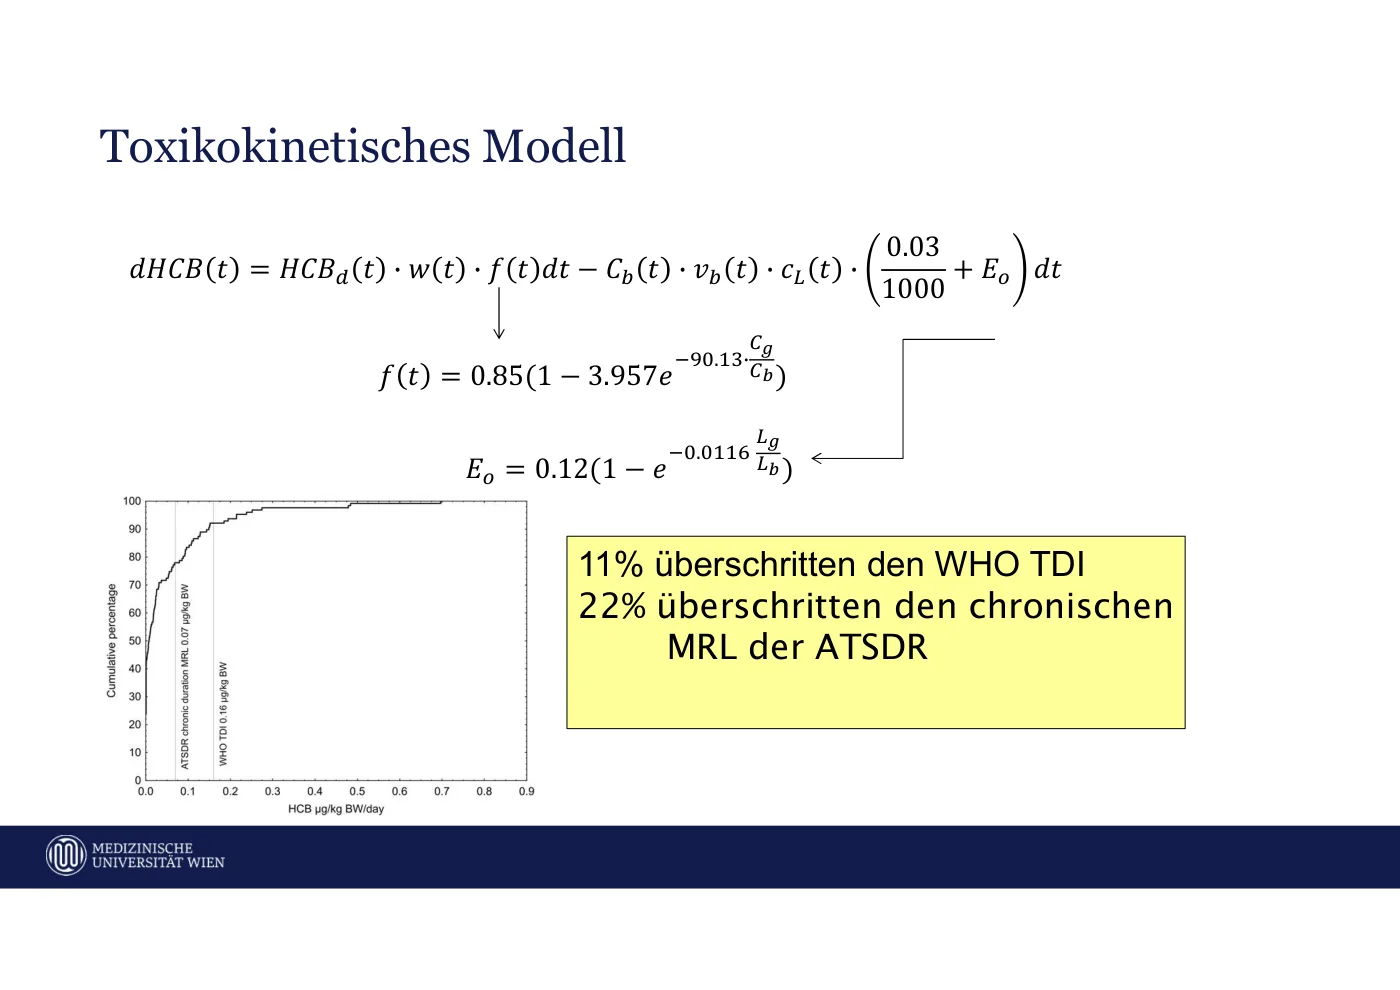 Toxikokinetisches Modell
dHCB(t) = HCB_d(t) · w(t) · f(t)dt − C_b(t) · v_b(t) · c_L(t) · (0.03/1000 + E_o) dt
f(t) = 0.85(1 − 3.957e^(−90.13·C_g/C_b))
E_o = 0.12(1 − e^(−0.0116 L_g/L_b))
100
90
80
70
60
50
40
30
20
10
0
Cumulative percentage
ATSDR chronic duration MRL 0.07 µg/kg BW
WHO TDI 0.16 µg/kg BW
0.0 0.1 0.2 0.3 0.4 0.5 0.6 0.7 0.8 0.9
HCB µg/kg BW/day
11% überschritten den WHO TDI
22% überschritten den chronischen
MRL der ATSDR
MEDIZINISCHE
UNIVERSITÄT WIEN